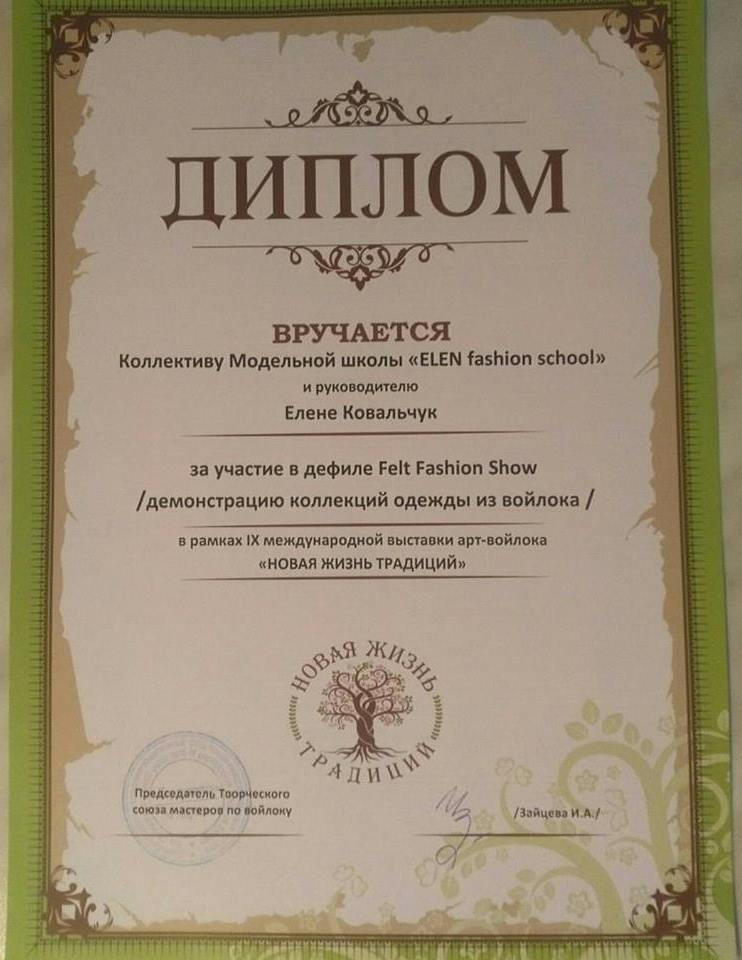 ДИПЛОМ
ВРУЧАЕТСЯ
Коллективу Модельной школы «ELEN fashion school»
и руководителю
Елене Ковальчук
за участие в дефиле Felt Fashion Show
/демонстрацию коллекций одежды из войлока /
в рамках IX международной выставки арт-войлока
«НОВАЯ ЖИЗНЬ ТРАДИЦИЙ»
НОВАЯ ЖИЗНЬ
ТРАДИЦИЙ
Председатель Творческого
союза мастеров по войлоку
/Зайцева И.А./